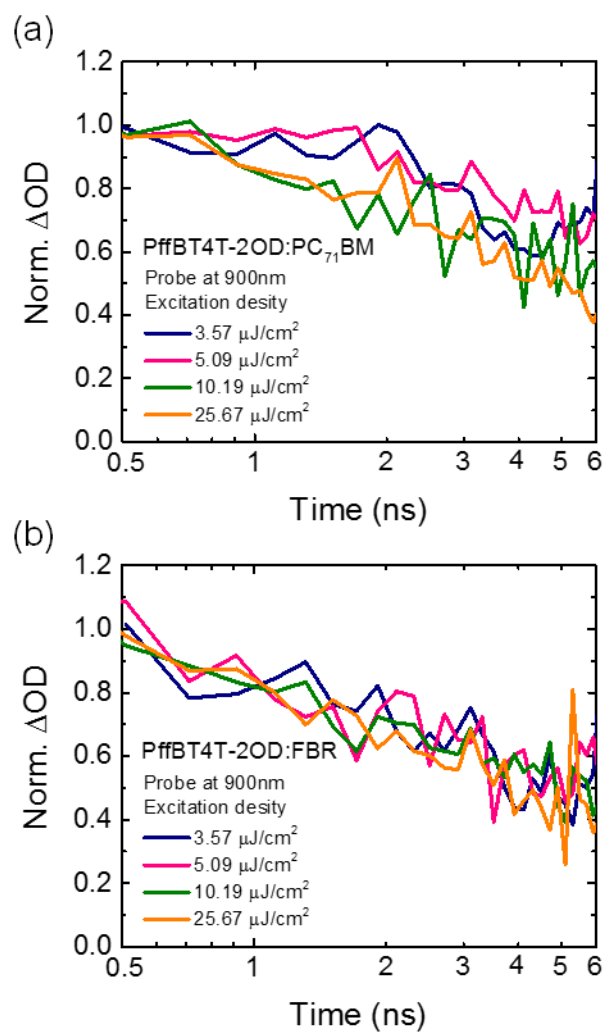 (a)
1.2
1.0
0.8
0.6
0.4
0.2
0.0
Norm. ΔOD
PffBT4T-2OD:PC₇₁BM
Probe at 900nm
Excitation desity
3.57 μJ/cm²
5.09 μJ/cm²
10.19 μJ/cm²
25.67 μJ/cm²
0.5 1 2 3 4 5 6
Time (ns)
(b)
1.2
1.0
0.8
0.6
0.4
0.2
0.0
Norm. ΔOD
PffBT4T-2OD:FBR
Probe at 900nm
Excitation desity
3.57 μJ/cm²
5.09 μJ/cm²
10.19 μJ/cm²
25.67 μJ/cm²
0.5 1 2 3 4 5 6
Time (ns)